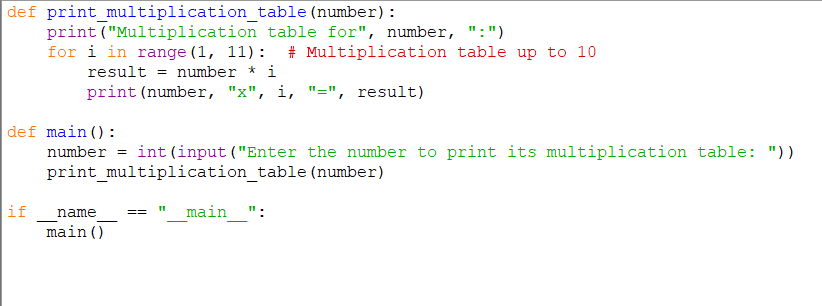 def print_multiplication_table(number):
    print("Multiplication table for", number, ":")
    for i in range(1, 11):  # Multiplication table up to 10
        result = number * i
        print(number, "x", i, "=", result)

def main():
    number = int(input("Enter the number to print its multiplication table: "))
    print_multiplication_table(number)

if __name__ == "__main__":
    main()